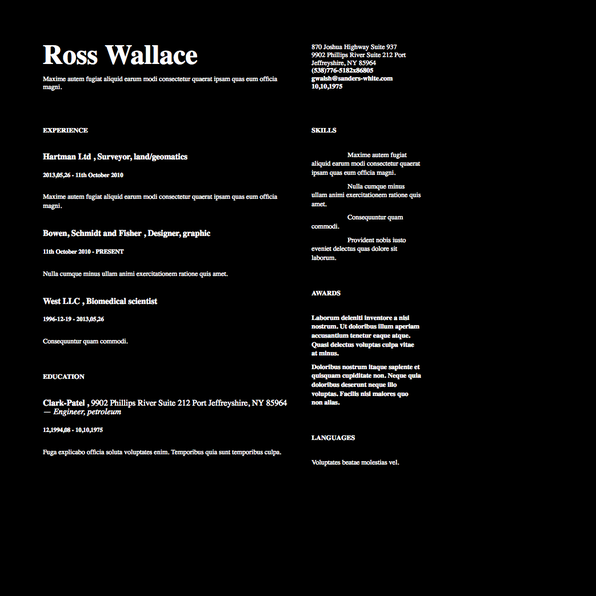 Ross Wallace
Maxime autem fugiat aliquid earum modi consectetur quaerat ipsam quas eum officia
magni.
870 Joshua Highway Suite 937
9902 Phillips River Suite 212 Port
Jeffreyshire, NY 85964
(538)776-5182x86805
gwalsh@sanders-white.com
10,10,1975
EXPERIENCE
Hartman Ltd , Surveyor, land/geomatics
2013,05,26 - 11th October 2010
Maxime autem fugiat aliquid earum modi consectetur quaerat ipsam quas eum officia
magni.
Bowen, Schmidt and Fisher , Designer, graphic
11th October 2010 - PRESENT
Nulla cumque minus ullam animi exercitationem ratione quis amet.
West LLC , Biomedical scientist
1996-12-19 - 2013,05,26
Consequuntur quam commodi.
EDUCATION
Clark-Patel , 9902 Phillips River Suite 212 Port Jeffreyshire, NY 85964
— Engineer, petroleum
12,1994,08 - 10,10,1975
Fuga explicabo officia soluta voluptates enim. Temporibus quia sunt temporibus culpa.
SKILLS
Maxime autem fugiat
aliquid earum modi consectetur quaerat
ipsam quas eum officia magni.
Nulla cumque minus
ullam animi exercitationem ratione quis
amet.
Consequuntur quam
commodi.
Provident nobis iusto
eveniet delectus quas dolore sit
laborum.
AWARDS
Laborum deleniti inventore a nisi
nostrum. Ut doloribus illum aperiam
accusantium tenetur eaque atque.
Quasi delectus voluptas culpa vitae
at minus.
Doloribus nostrum itaque sapiente et
quisquam cupiditate non. Neque quia
doloribus deserunt neque illo
voluptas. Facilis nisi maiores quo
non alias.
LANGUAGES
Voluptates beatae molestias vel.